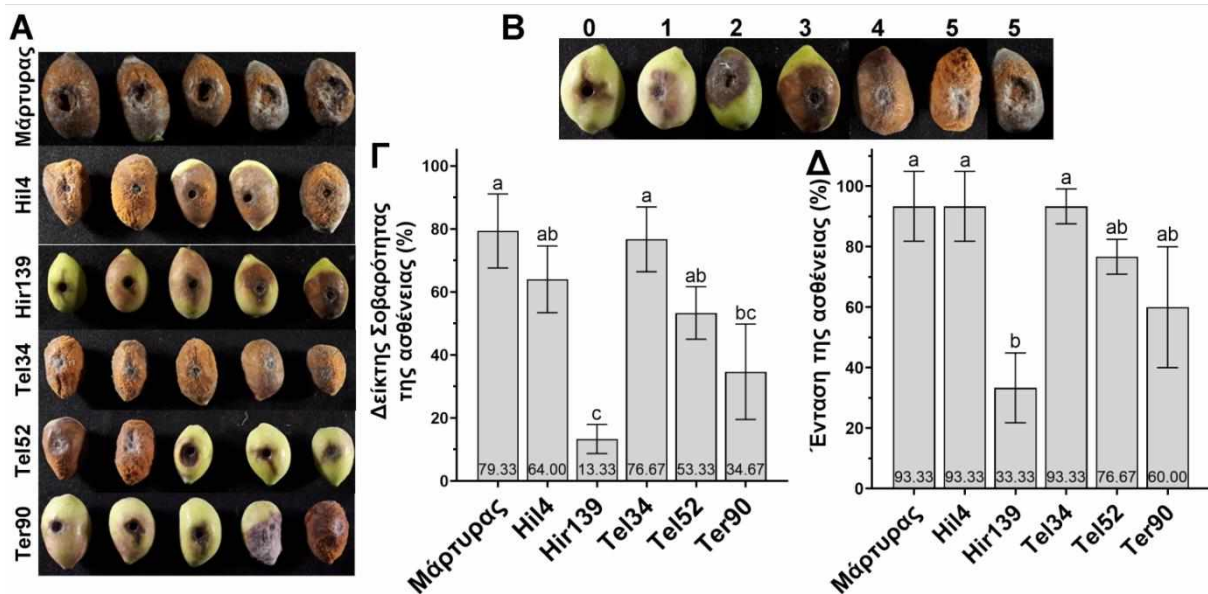 A
Μάρτυρας
Hil4
Hir139
Tel34
Tel52
Ter90
B
0 1 2 3 4 5 5
Γ
Δείκτης Σοβαρότητας
της ασθένειας (%)
100
80
60
40
20
0
a ab c a ab bc
79.33 64.00 13.33 76.67 53.33 34.67
Μάρτυρας Hil4 Hir139 Tel34 Tel52 Ter90
Δ
Ένταση της ασθένειας (%)
100
80
60
40
20
0
a a b a ab ab
93.33 93.33 33.33 93.33 76.67 60.00
Μάρτυρας Hil4 Hir139 Tel34 Tel52 Ter90